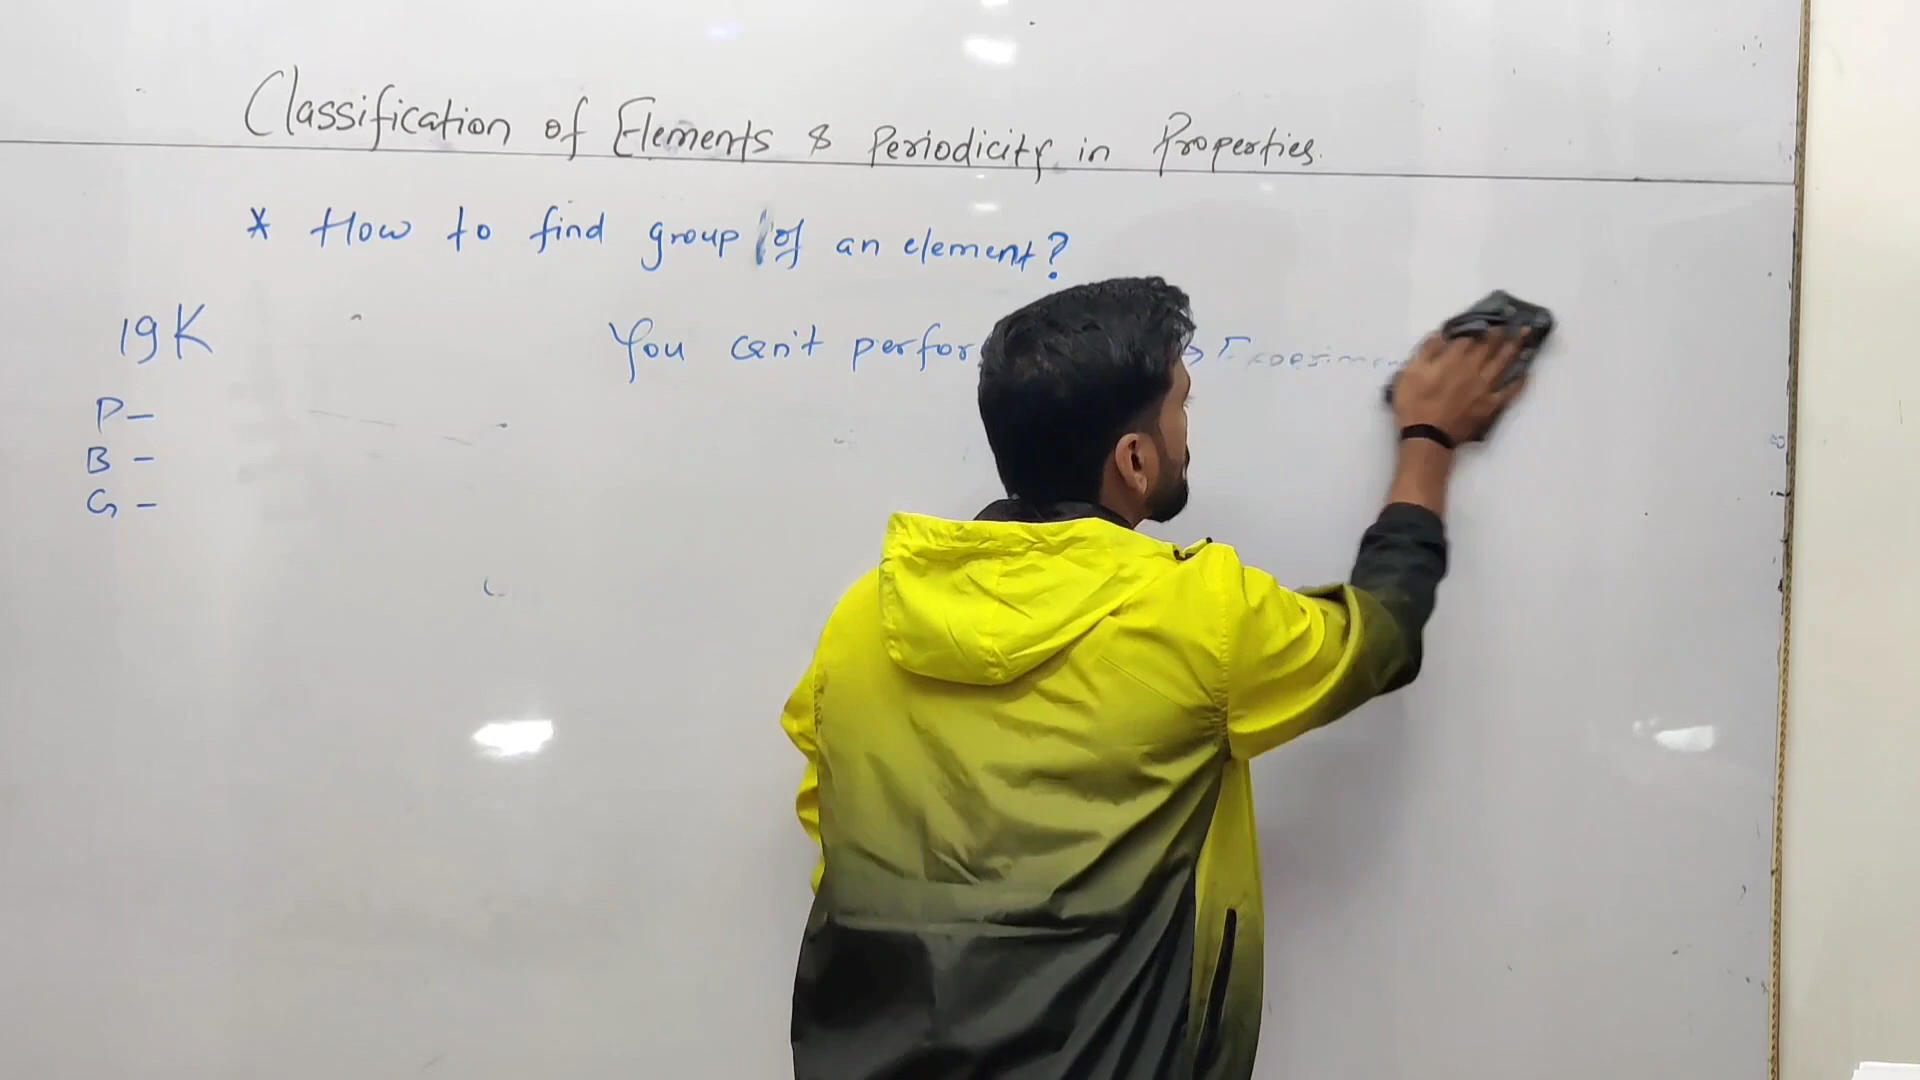 Classification of Elements & Periodicity in Properties.
* How to find group of an element?
19K
You can't perfor
P-
B -
G -